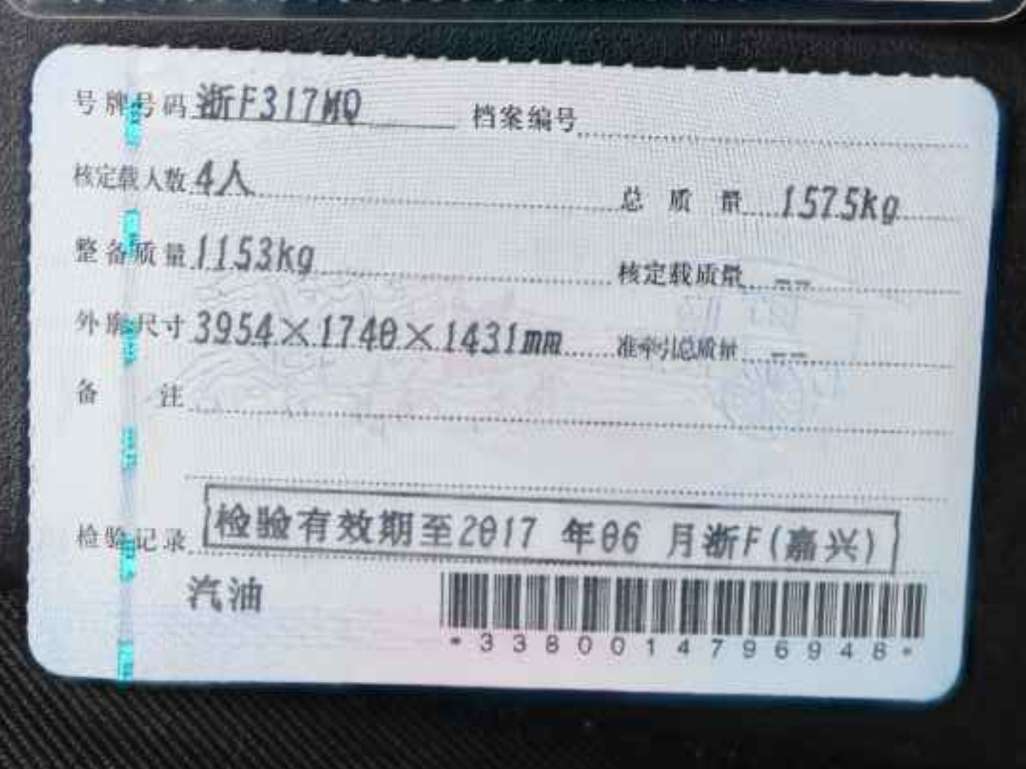 号牌号码 浙F317MQ 档案编号
核定载人数 4人 总质量 1575kg
整备质量 1153kg 核定载质量 --
外廓尺寸 3954×1740×1431mm 准牵引总质量 --
备注
检验记录 检验有效期至2017 年06 月浙F(嘉兴)
汽油
*3380014796948*